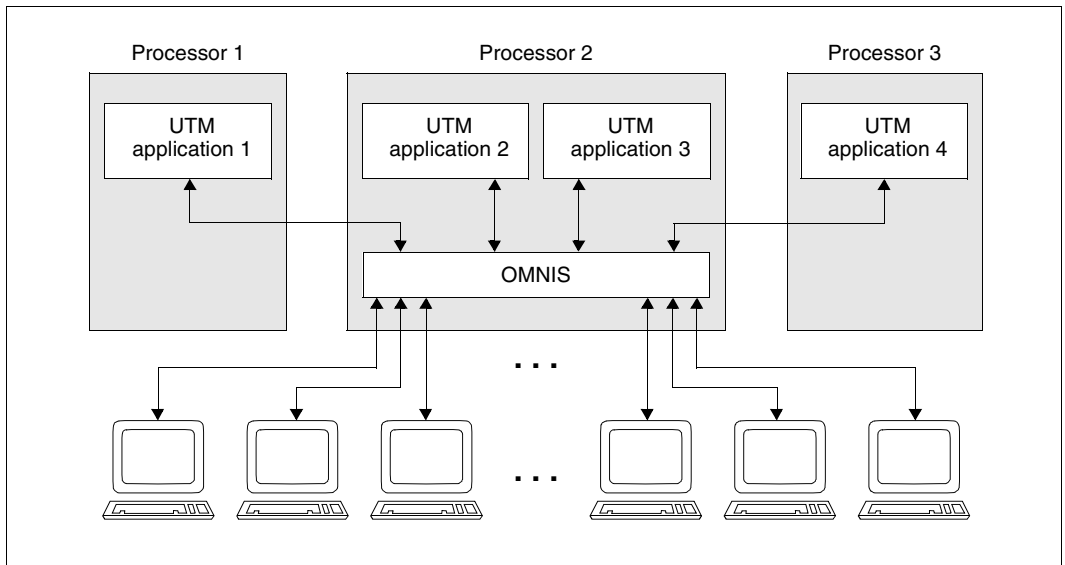 Processor 1
Processor 2
Processor 3
UTM
application 1
UTM
application 2
UTM
application 3
UTM
application 4
OMNIS
. . .
. . .